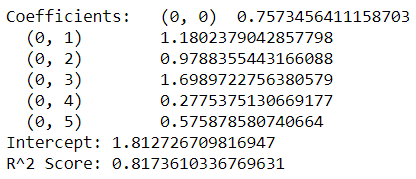 Coefficients:   (0, 0)  0.7573456411158703
  (0, 1)        1.1802379042857798
  (0, 2)        0.9788355443166088
  (0, 3)        1.6989722756380579
  (0, 4)        0.2775375130669177
  (0, 5)        0.575878580740664
Intercept: 1.812726709816947
R^2 Score: 0.8173610336769631